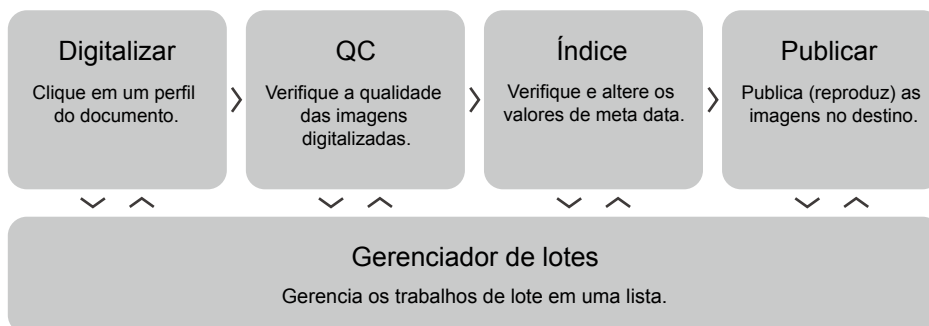 Digitalizar
Clique em um perfil
do documento.
QC
Verifique a qualidade
das imagens
digitalizadas.
Índice
Verifique e altere os
valores de meta data.
Publicar
Publica (reproduz) as
imagens no destino.
Gerenciador de lotes
Gerencia os trabalhos de lote em uma lista.